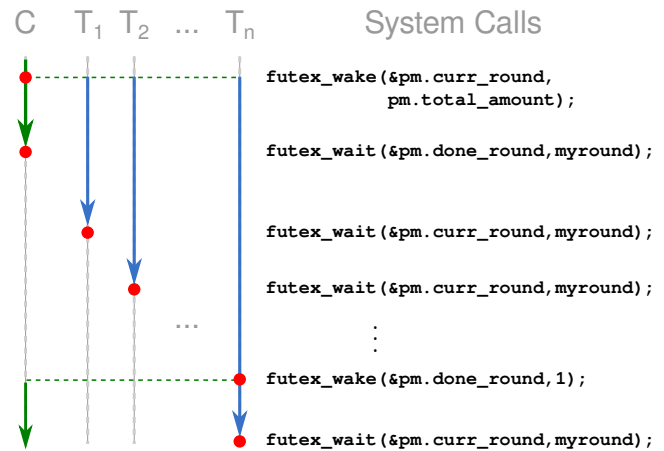 C T1 T2 ... Tn System Calls
futex_wake(&pm.curr_round,
pm.total_amount);
futex_wait(&pm.done_round,myround);
futex_wait(&pm.curr_round,myround);
futex_wait(&pm.curr_round,myround);
...
⋮
futex_wake(&pm.done_round,1);
futex_wait(&pm.curr_round,myround);